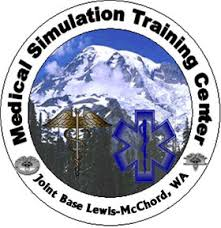 Medical Simulation Training Center
Joint Base Lewis-McChord, WA